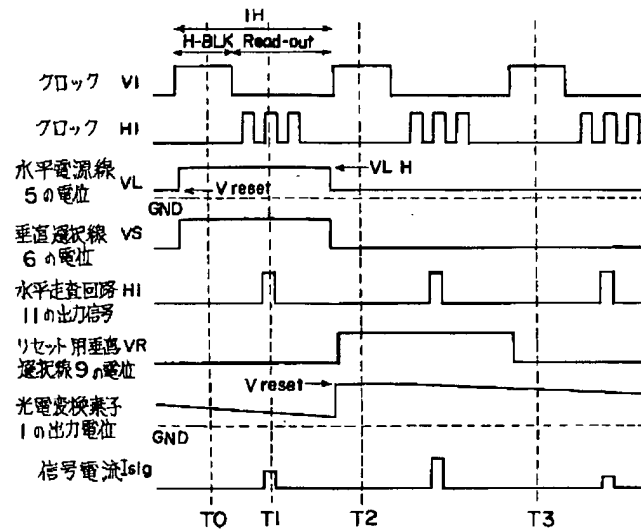 1H
H-BLK Read-out
クロック V1
クロック H1
水平電源線 VL
5の電位
VL H
V reset
GND
垂直選択線 VS
6の電位
水平走査回路 H1
11の出力信号
リセット用垂直 VR
選択線9の電位
V reset
光電変換素子
1の出力電位
GND
信号電流Isig
T0 T1 T2 T3